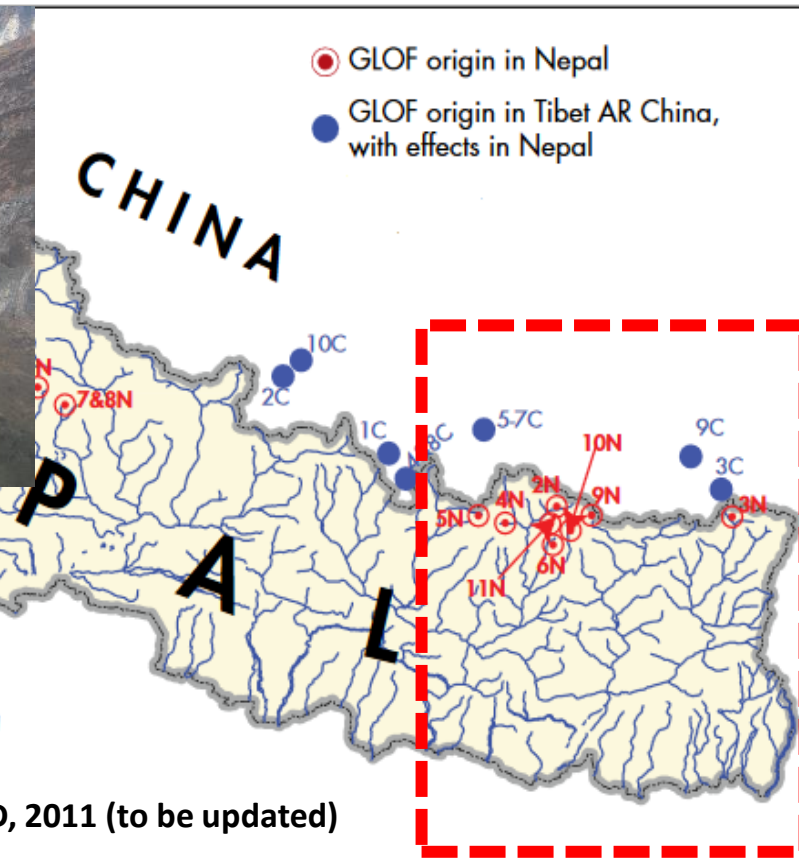 GLOF origin in Nepal
GLOF origin in Tibet AR China,
with effects in Nepal
CHINA
10C
2C
N
7&8N
1C
5-7C
9C
3C
10N
2N
9N
3N
4N
5N
6N
11N
P
A
L
, 2011 (to be updated)